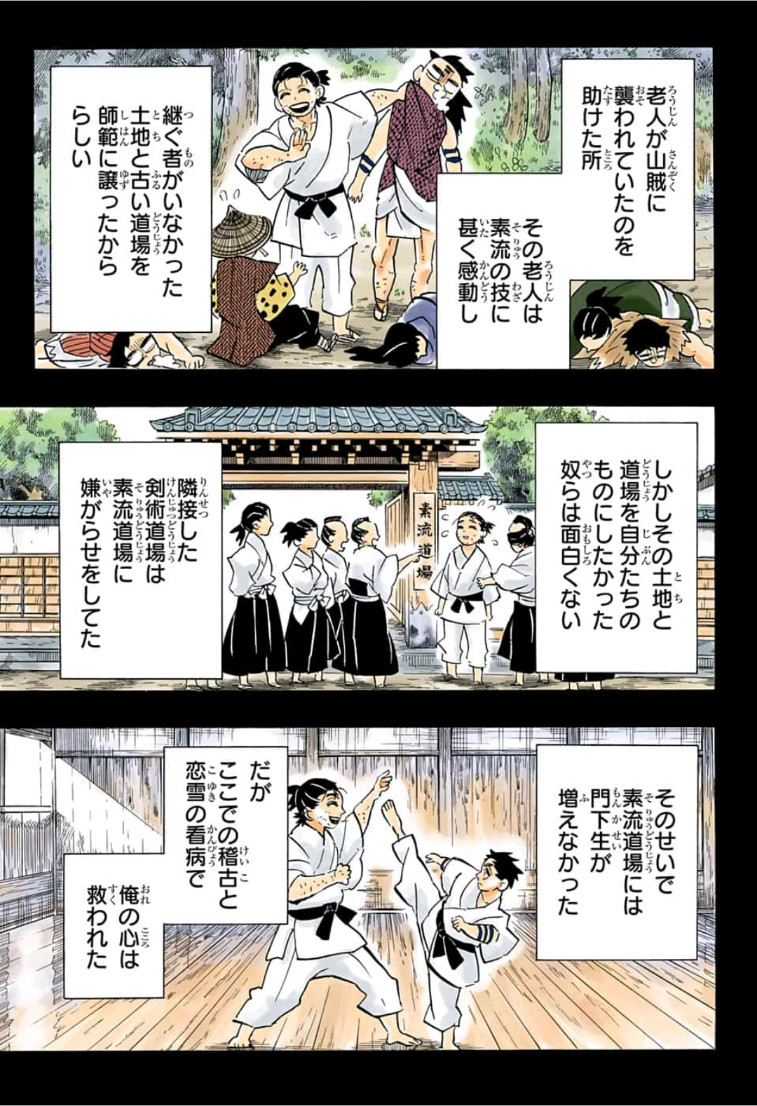 老人が山賊に
襲われていたのを
助けた所
その老人は
素流の技に
甚く感動し
継ぐ者がいなかった
土地と古い道場を
師範に譲ったから
らしい
しかしその土地と
道場を自分たちの
ものにしたかった
奴らは面白くない
素流道場
隣接した
剣術道場は
素流道場に
嫌がらせをしてた
そのせいで
素流道場には
門下生が
増えなかった
だが
ここでの稽古と
恋雪の看病で
俺の心は
救われた